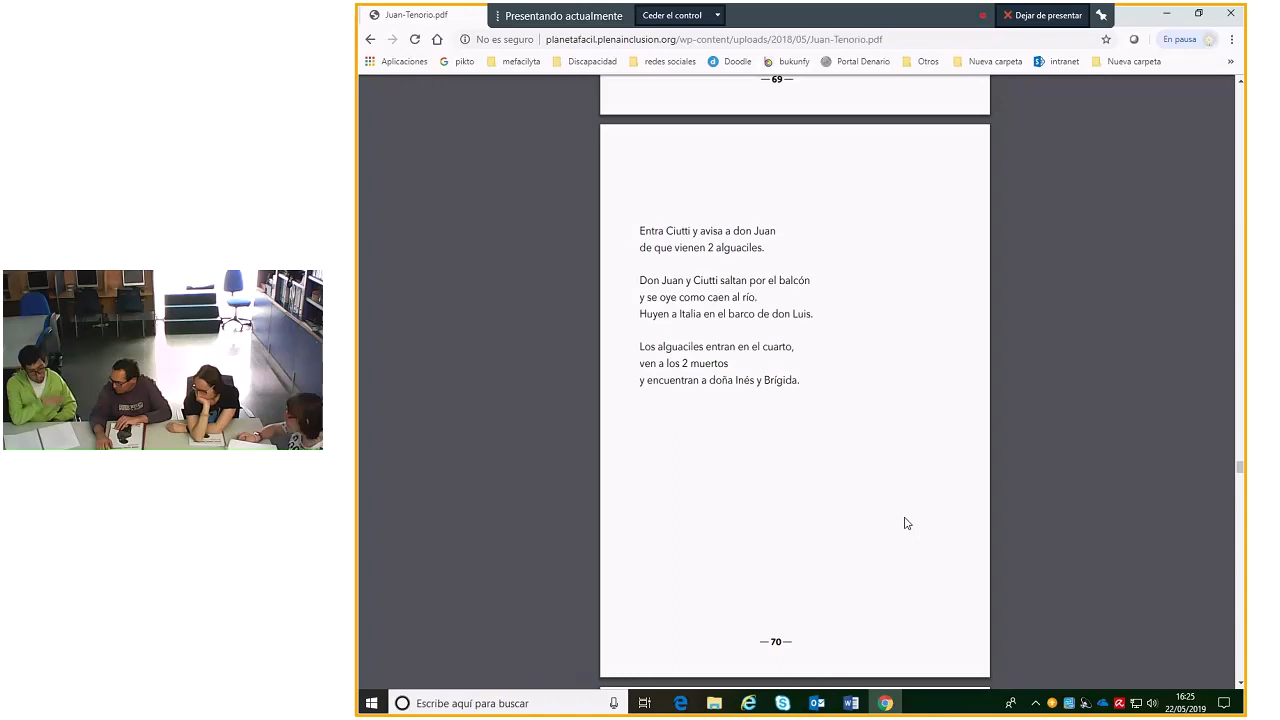 Juan-Tenorio.pdf
Presentando actualmente
Ceder el control
Dejar de presentar
No es seguro
planetafacil.plenainclusion.org/wp-content/uploads/2018/05/Juan-Tenorio.pdf
En pausa
Aplicaciones
pikto
mefacilyta
Discapacidad
redes sociales
Doodle
bukunfy
Portal Denario
Otros
Nueva carpeta
intranet
Nueva carpeta
»
— 69 —
Entra Ciutti y avisa a don Juan
de que vienen 2 alguaciles.
Don Juan y Ciutti saltan por el balcón
y se oye como caen al río.
Huyen a Italia en el barco de don Luis.
Los alguaciles entran en el cuarto,
ven a los 2 muertos
y encuentran a doña Inés y Brígida.
— 70 —
Escribe aquí para buscar
16:25
22/05/2019